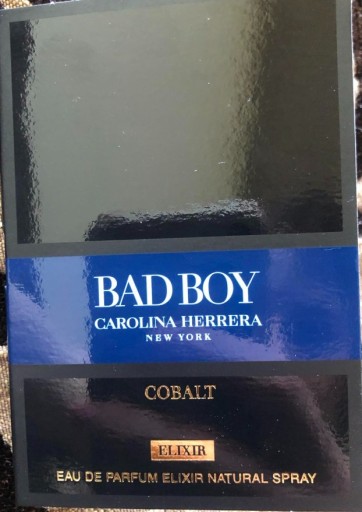 BAD BOY
CAROLINA HERRERA
NEW YORK
COBALT
ELIXIR
EAU DE PARFUM ELIXIR NATURAL SPRAY